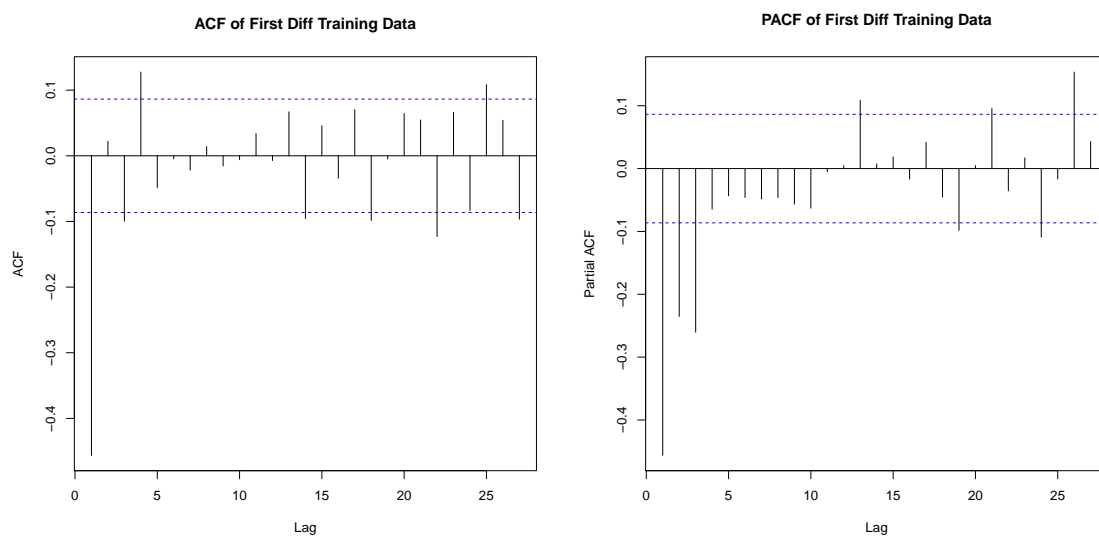 ACF of First Diff Training Data
ACF
0.1
0.0
−0.1
−0.2
−0.3
−0.4
0 5 10 15 20 25
Lag
PACF of First Diff Training Data
Partial ACF
0.1
0.0
−0.1
−0.2
−0.3
−0.4
0 5 10 15 20 25
Lag